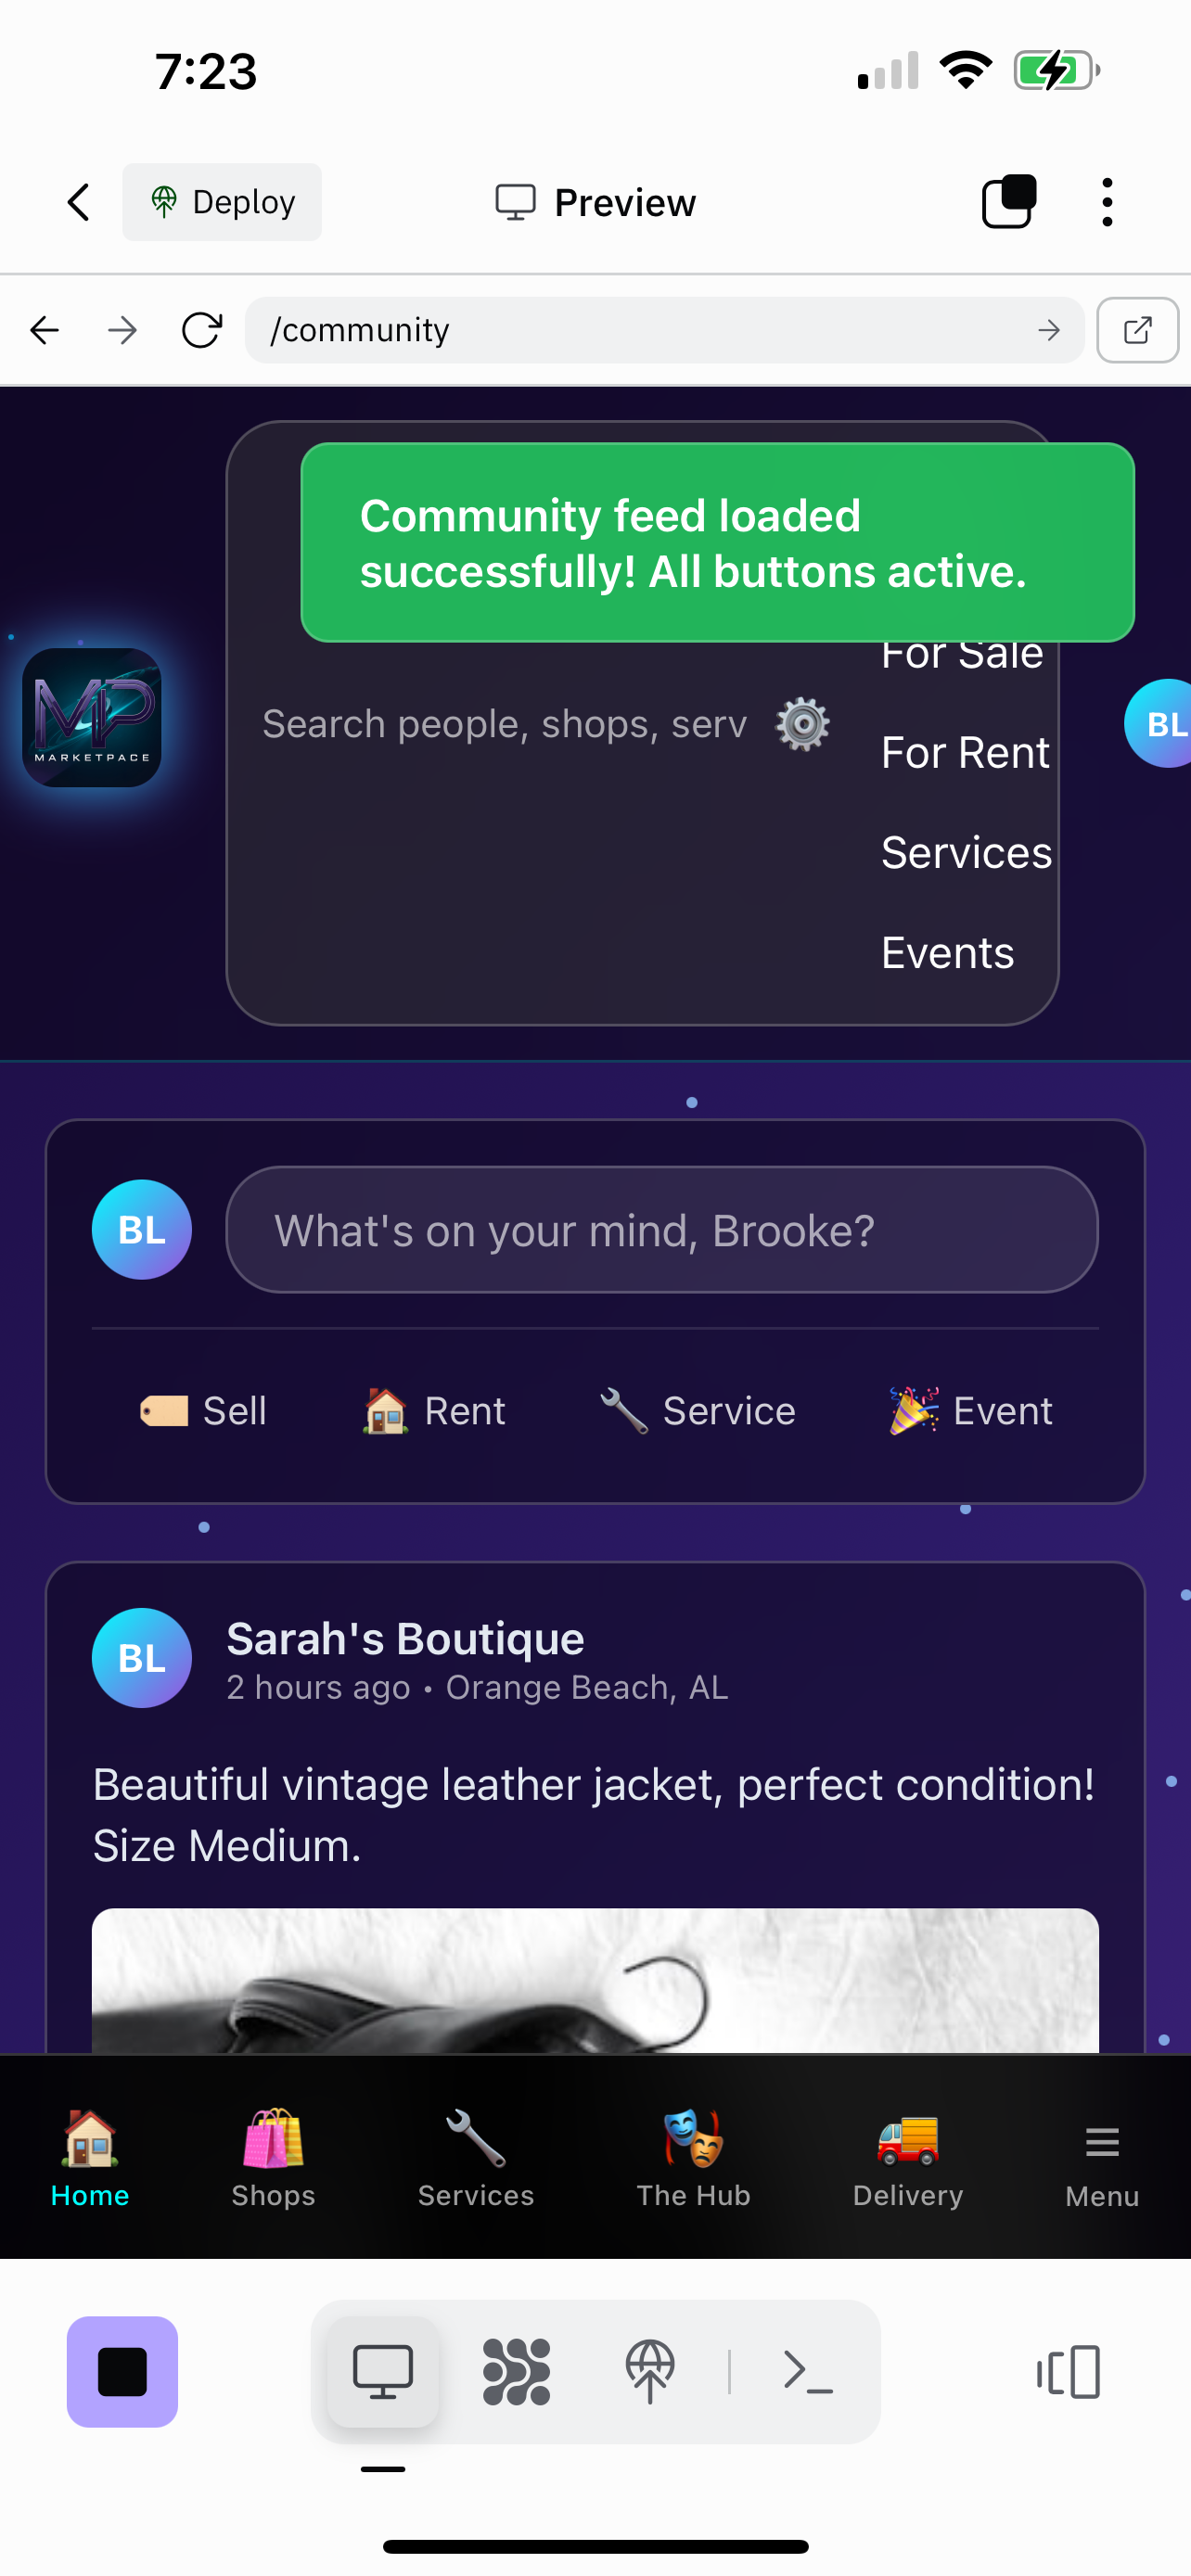 7:23
Deploy
Preview
/community
Community feed loaded
successfully! All buttons active.
For Sale
MP
MARKETPACE
Search people, shops, serv
BL
For Rent
Services
Events
BL
What's on your mind, Brooke?
Sell
Rent
Service
Event
BL
Sarah's Boutique
2 hours ago • Orange Beach, AL
Beautiful vintage leather jacket, perfect condition!
Size Medium.
Home
Shops
Services
The Hub
Delivery
Menu